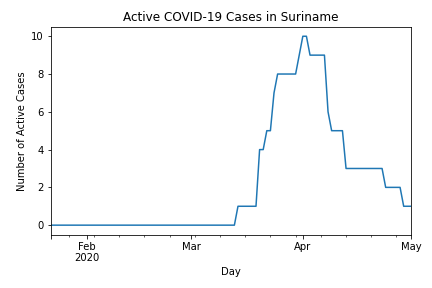 Active COVID-19 Cases in Suriname
Number of Active Cases
10
8
6
4
2
0
Feb
2020
Mar
Apr
May
Day